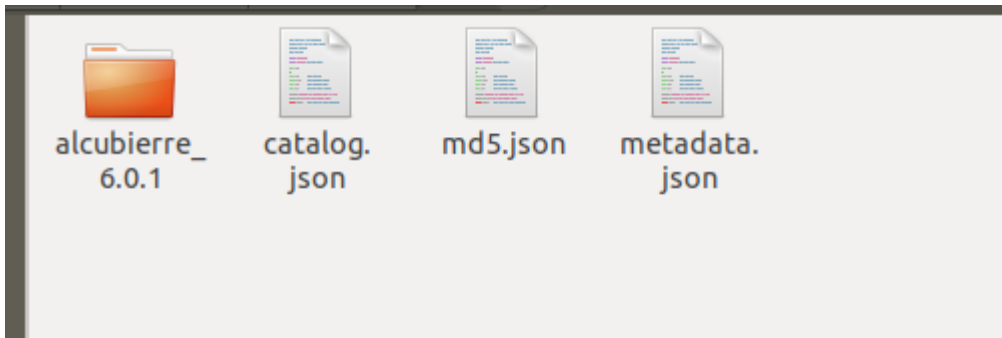 alcubierre_
6.0.1
catalog.
json
md5.json
metadata.
json